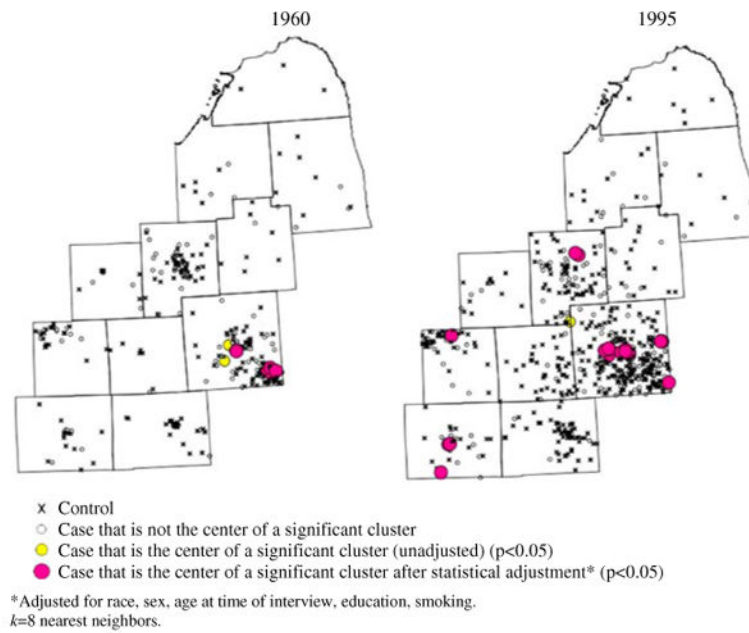 1960
1995
x Control
Case that is not the center of a significant cluster
Case that is the center of a significant cluster (unadjusted) (p<0.05)
Case that is the center of a significant cluster after statistical adjustment* (p<0.05)
*Adjusted for race, sex, age at time of interview, education, smoking.
k=8 nearest neighbors.